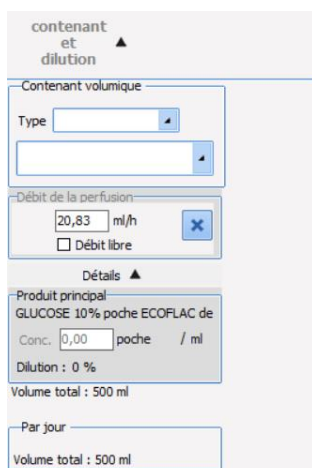 contenant
et
dilution
Contenant volumique
Type
Débit de la perfusion
20,83 ml/h
Débit libre
Détails
Produit principal
GLUCOSE 10% poche ECOFLAC de
Conc. 0,00 poche / ml
Dilution : 0 %
Volume total : 500 ml
Par jour
Volume total : 500 ml